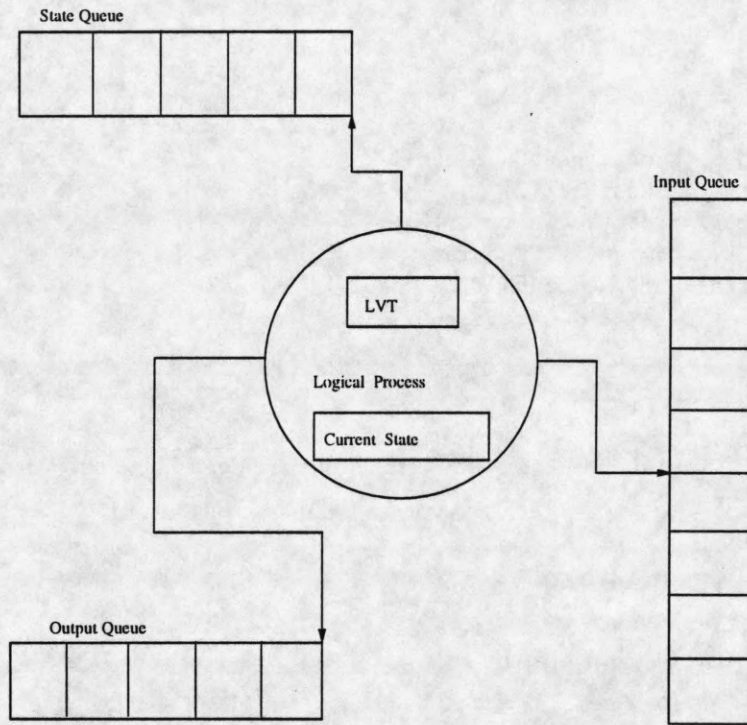 State Queue
Input Queue
LVT
Logical Process
Current State
Output Queue